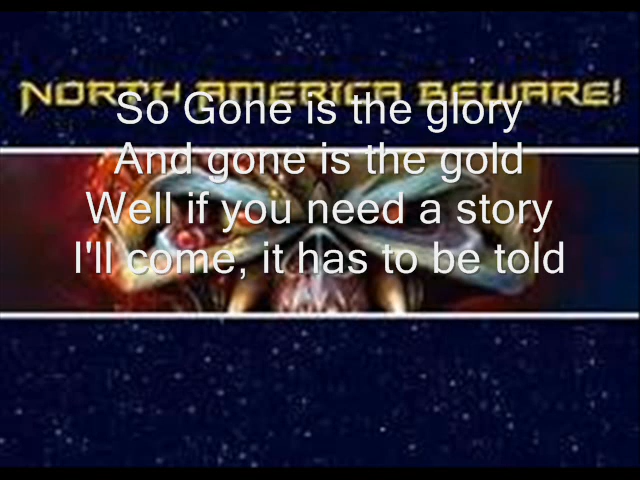 NORTH AMERICA BEWARE!
So Gone is the glory
And gone is the gold
Well if you need a story
I'll come, it has to be told